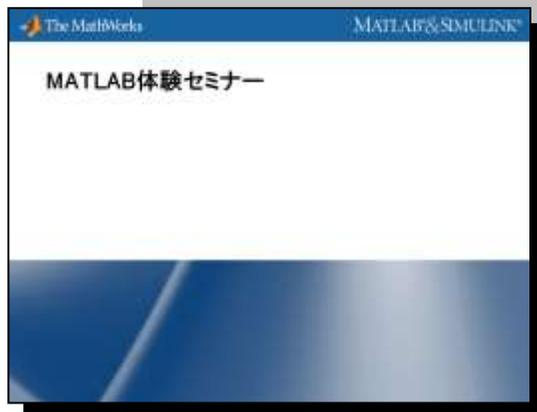 The MathWorks
MATLAB®&SIMULINK®
MATLAB体験セミナー